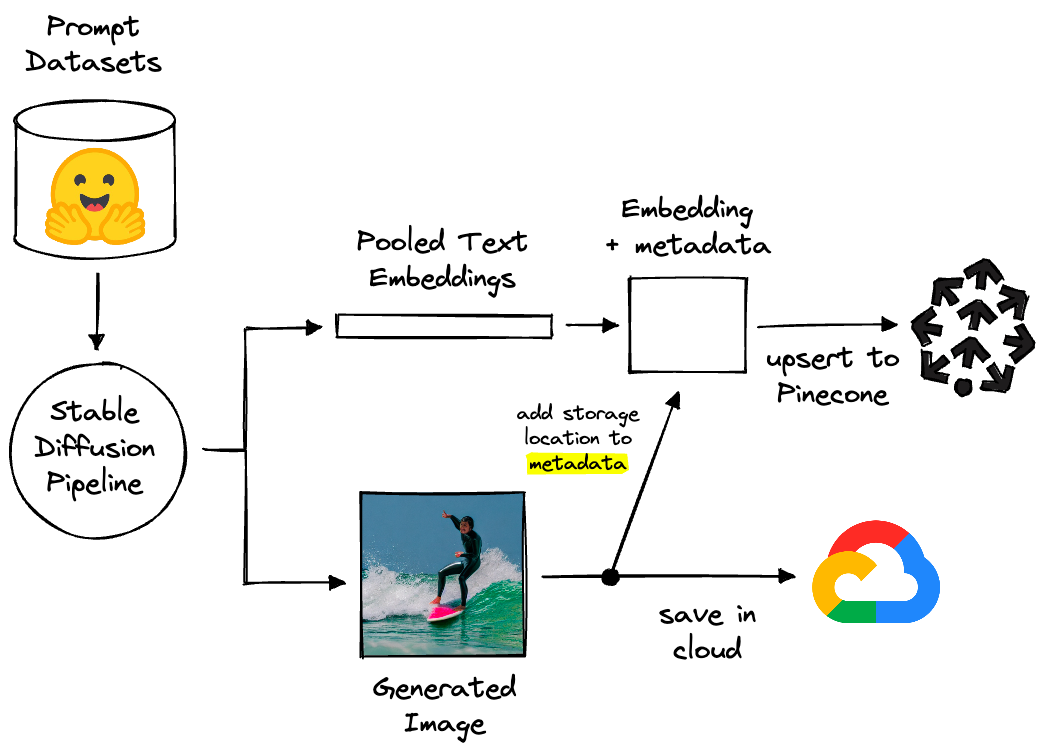 Prompt
Datasets
Stable
Diffusion
Pipeline
Pooled Text
Embeddings
Embedding
+ metadata
upsert to
Pinecone
add storage
location to
metadata
Generated
Image
save in
cloud